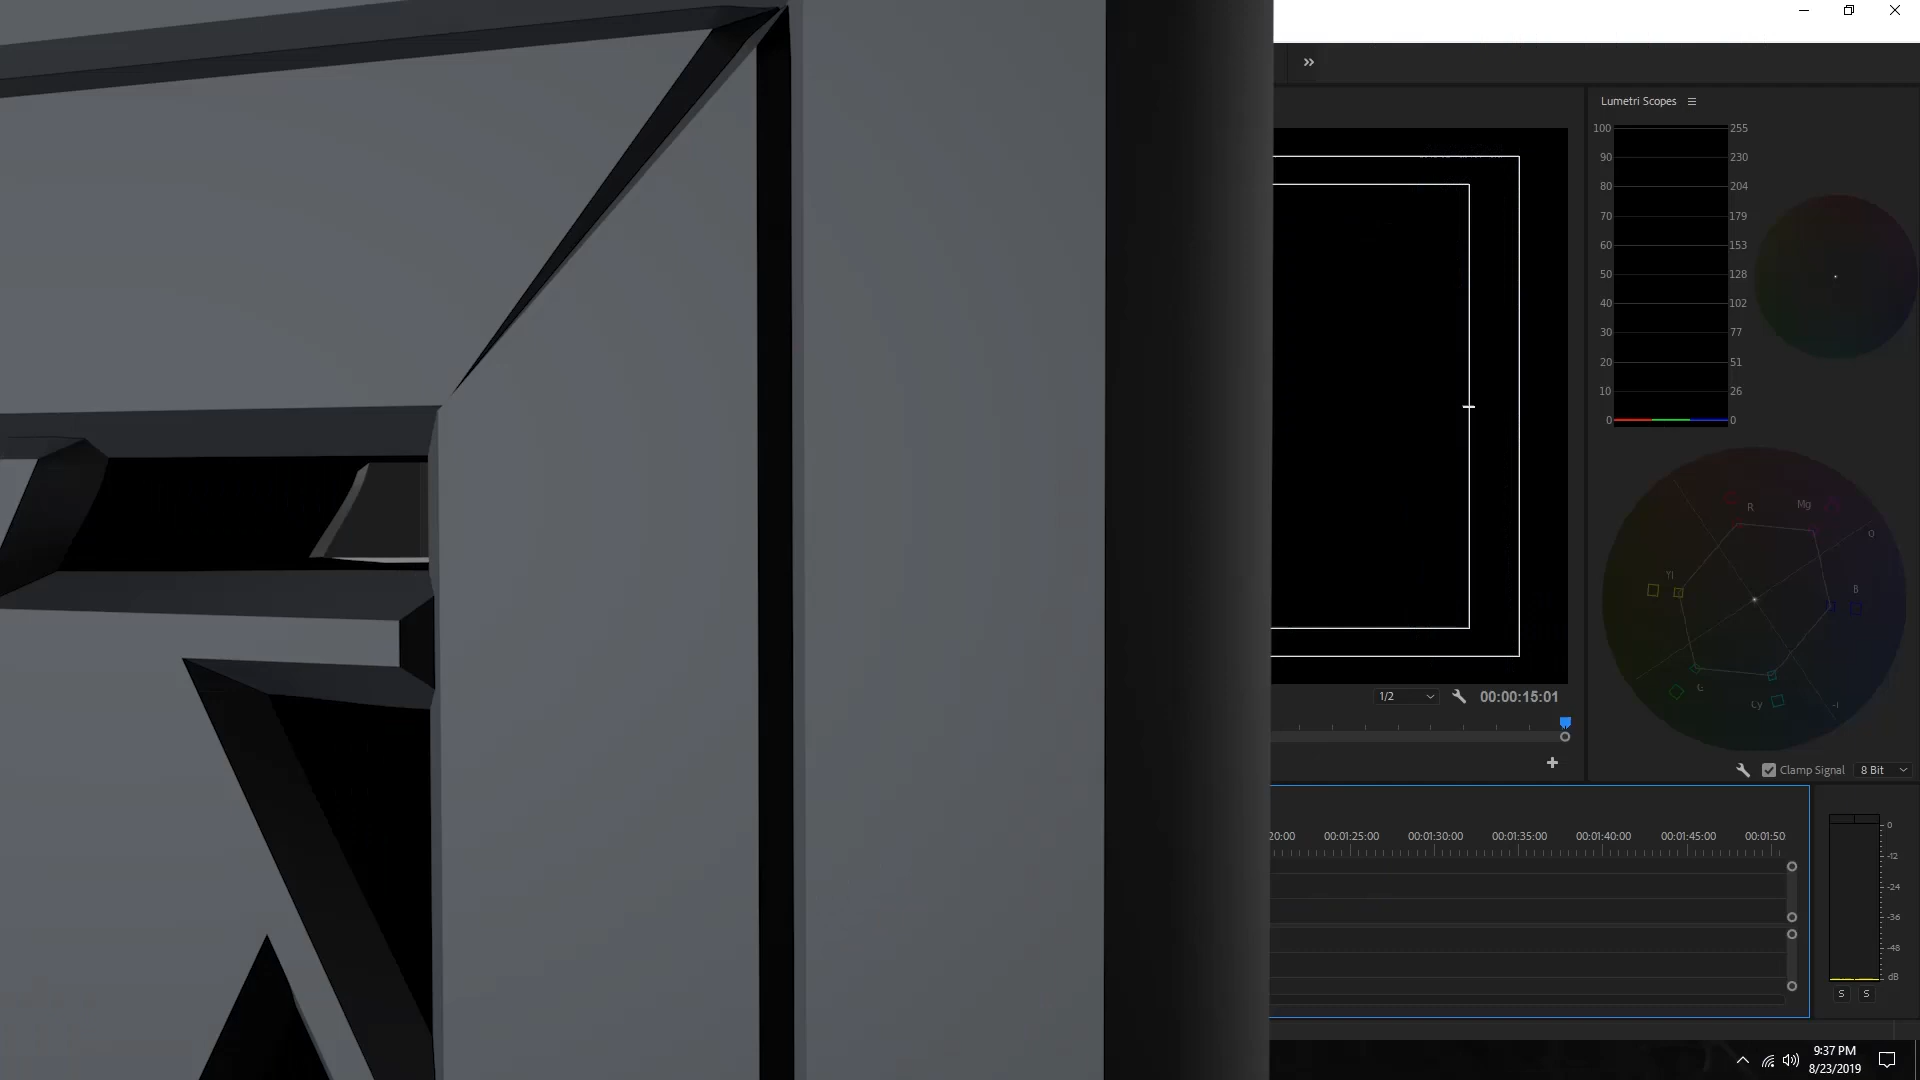 »
Lumetri Scopes
100 255
90 230
80 204
70 179
60 153
50 128
40 102
30 77
20 51
10 26
0 0
R Mg
Q
Yl
B
G
Cy -I
1/2 00:00:15:01
Clamp Signal 8 Bit
20:00 00:01:25:00 00:01:30:00 00:01:35:00 00:01:40:00 00:01:45:00 00:01:50
0
-12
-24
-36
-48
dB
S S
9:37 PM
8/23/2019